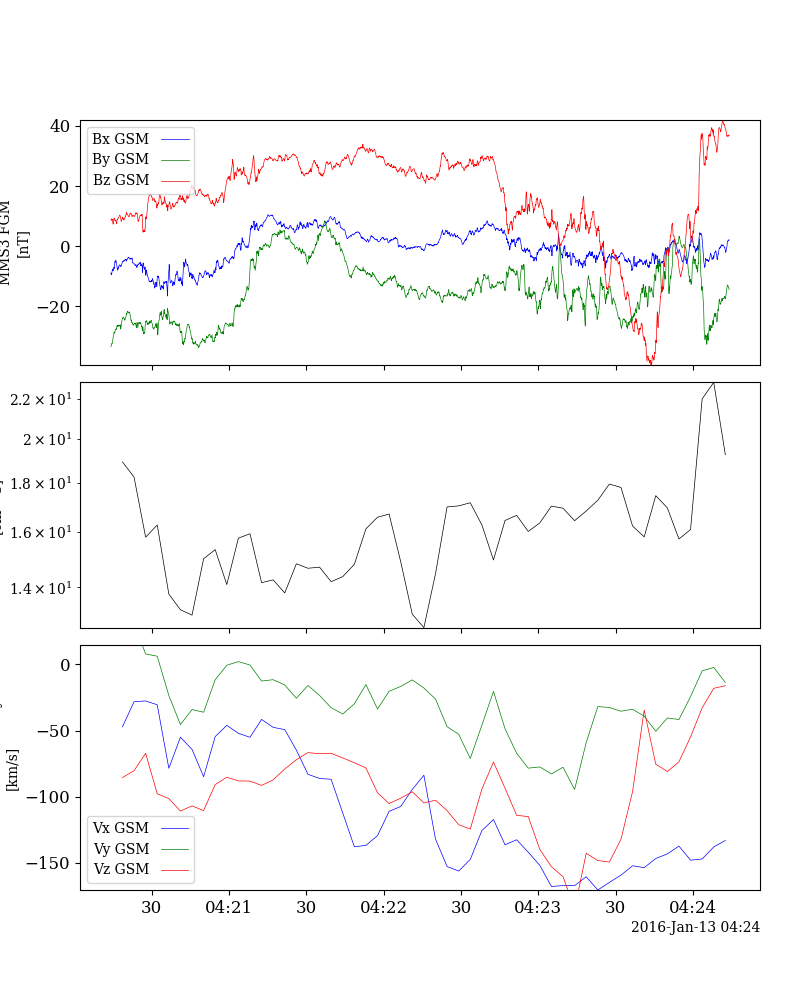 40
20
0
−20
MMS3 FGM
[nT]
Bx GSM
By GSM
Bz GSM
2.2 × 10¹
2 × 10¹
1.8 × 10¹
1.6 × 10¹
1.4 × 10¹
0
−50
−100
−150
[km/s]
Vx GSM
Vy GSM
Vz GSM
30 04:21 30 04:22 30 04:23 30 04:24
2016-Jan-13 04:24